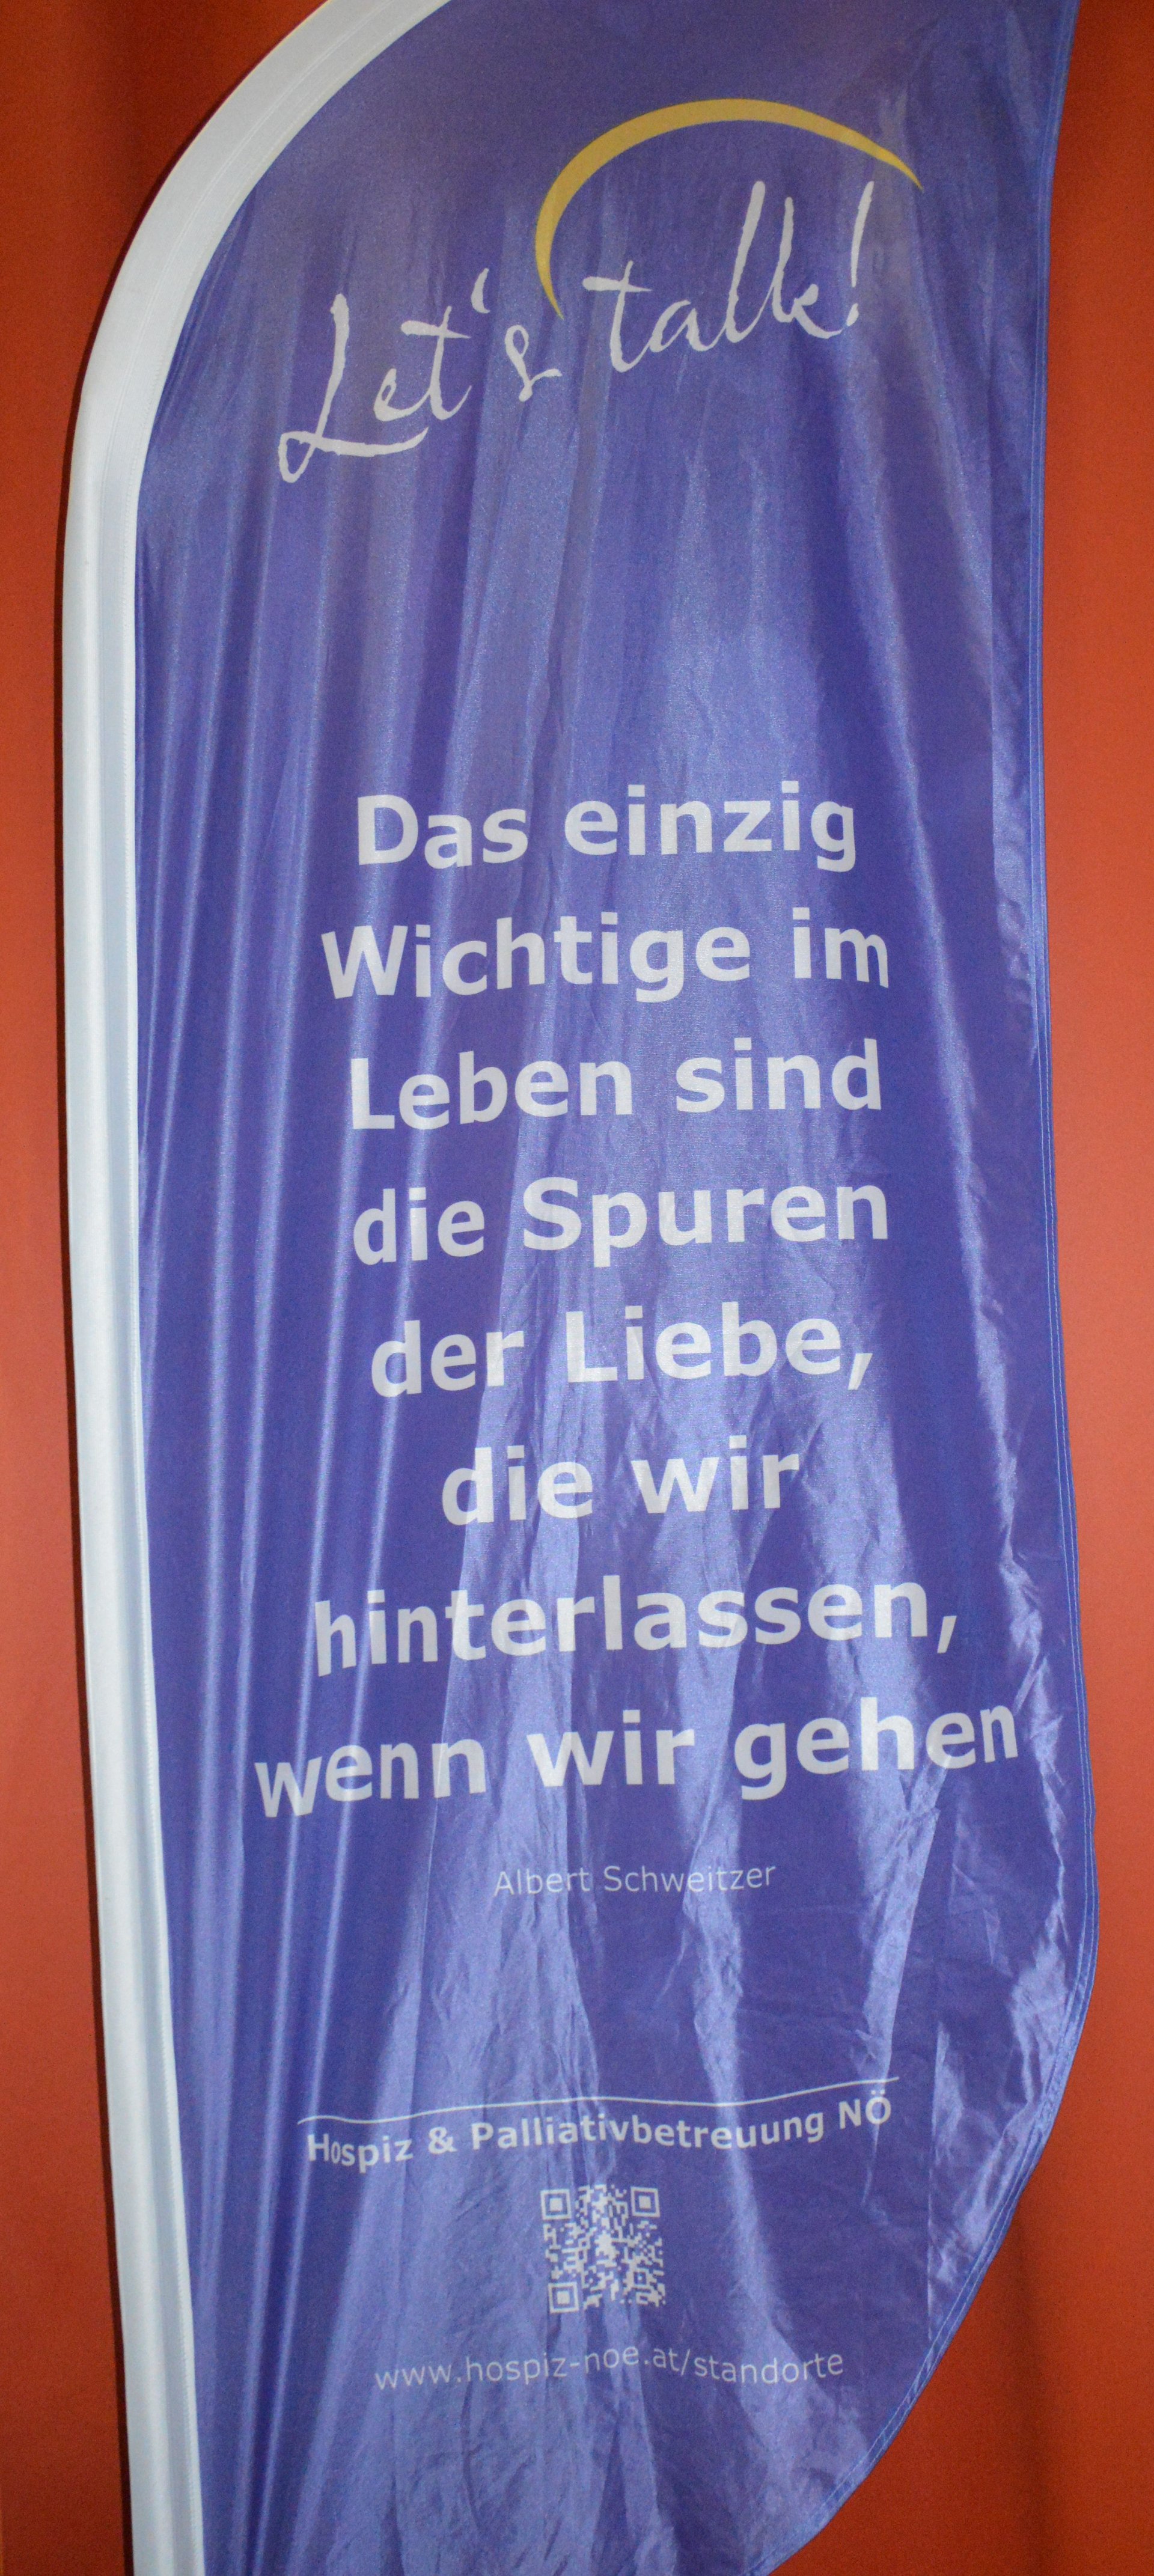 Let's talk!
Das einzig
Wichtige im
Leben sind
die Spuren
der Liebe,
die wir
hinterlassen,
wenn wir gehen
Albert Schweitzer
Hospiz & Palliativbetreuung NÖ
www.hospiz-noe.at/standorte